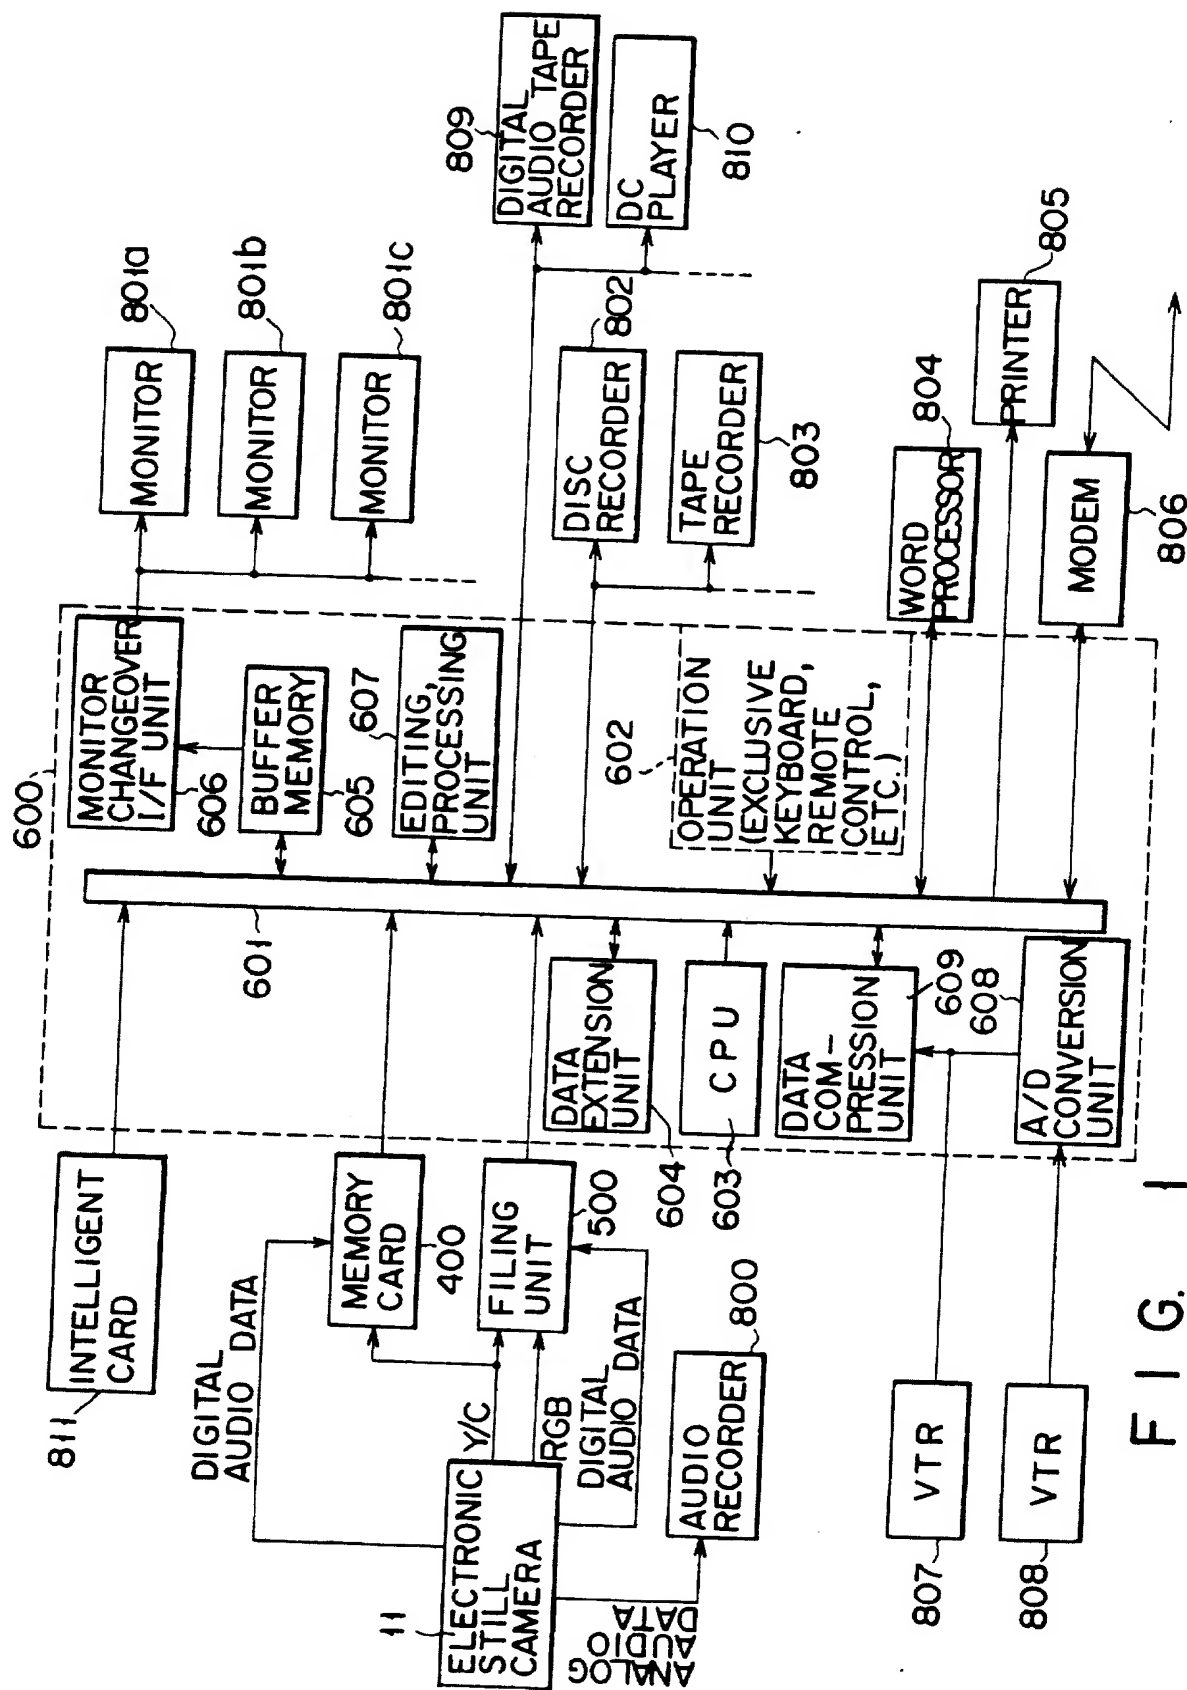 811
INTELLIGENT
CARD
DIGITAL
AUDIO DATA
11
ELECTRONIC
STILL
CAMERA
Y/C
RGB
DIGITAL
AUDIO DATA
ANALOG
AUDIO
DATA
MEMORY
CARD
400
FILING
UNIT
500
AUDIO
RECORDER
800
807
VTR
808
VTR
600
601
DATA
EXTENSION
UNIT
604
CPU
603
DATA
COM-
PRESSION
UNIT
609
608
A/D
CONVERSION
UNIT
MONITOR
CHANGEOVER
I/F UNIT
606
BUFFER
MEMORY
605
EDITING,
PROCESSING
UNIT
607
602
OPERATION
UNIT
(EXCLUSIVE
KEYBOARD,
REMOTE
CONTROL,
ETC.)
MONITOR
801a
MONITOR
801b
MONITOR
801c
809
DIGITAL
AUDIO TAPE
RECORDER
DC
PLAYER
810
DISC
RECORDER
802
TAPE
RECORDER
803
WORD
PROCESSOR
804
PRINTER
805
MODEM
806
FIG. 1